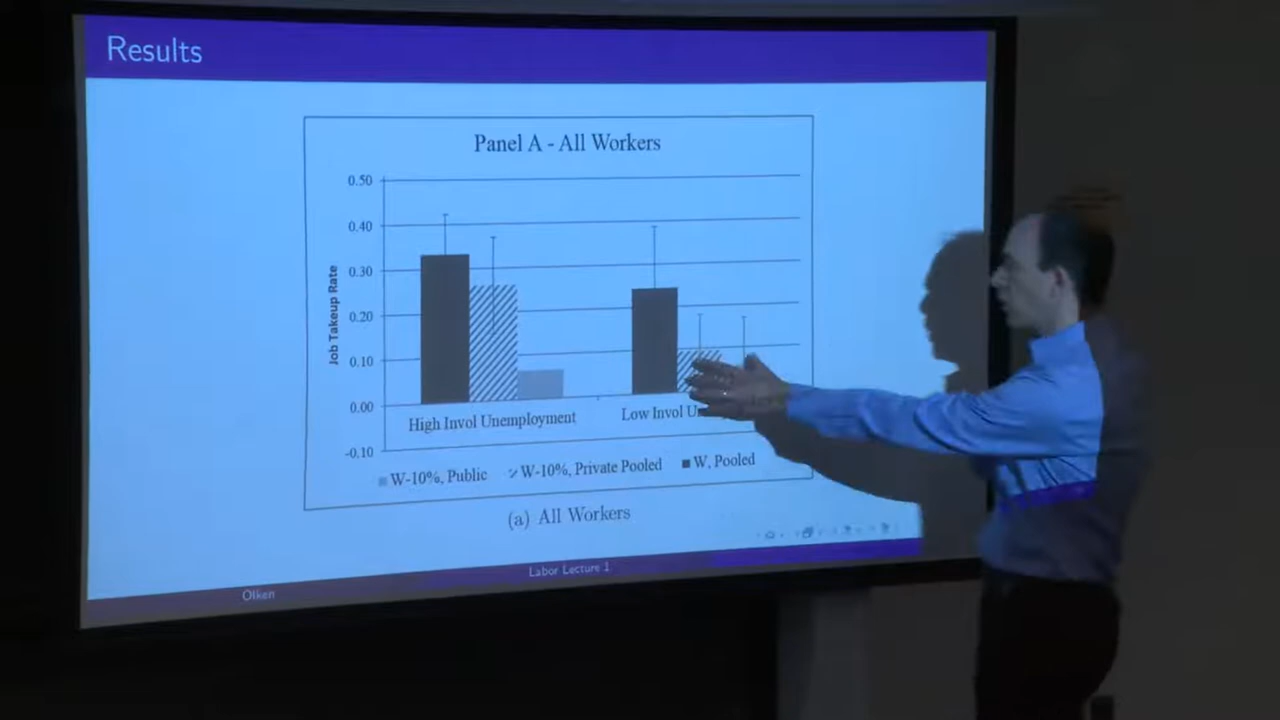 Results
Panel A - All Workers
0.50
0.40
0.30
0.20
0.10
0.00
-0.10
Job Takeup Rate
High Invol Unemployment
Low Invol
W-10%, Public
W-10%, Private Pooled
W, Pooled
(a) All Workers
Olken
Labor Lecture 1